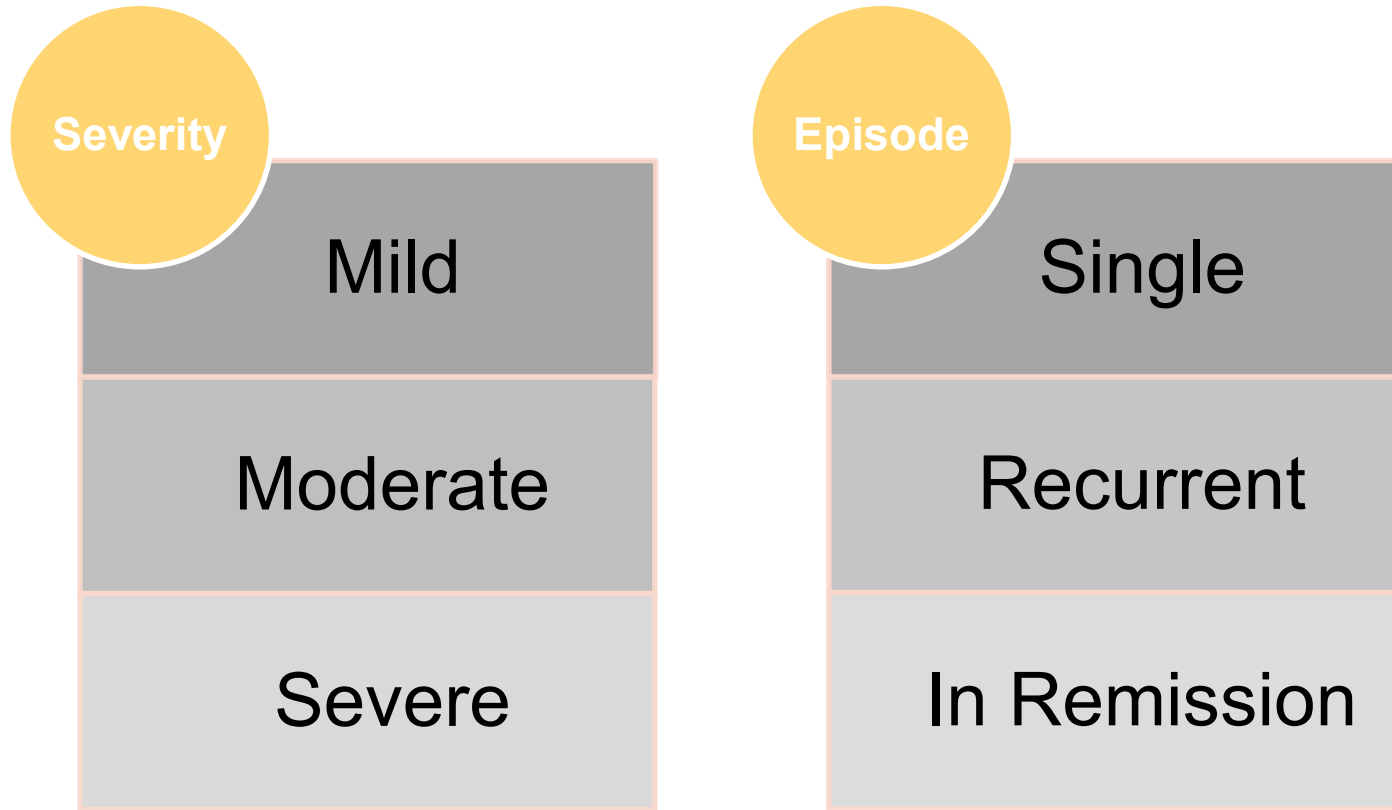 Severity
Mild
Moderate
Severe
Episode
Single
Recurrent
In Remission